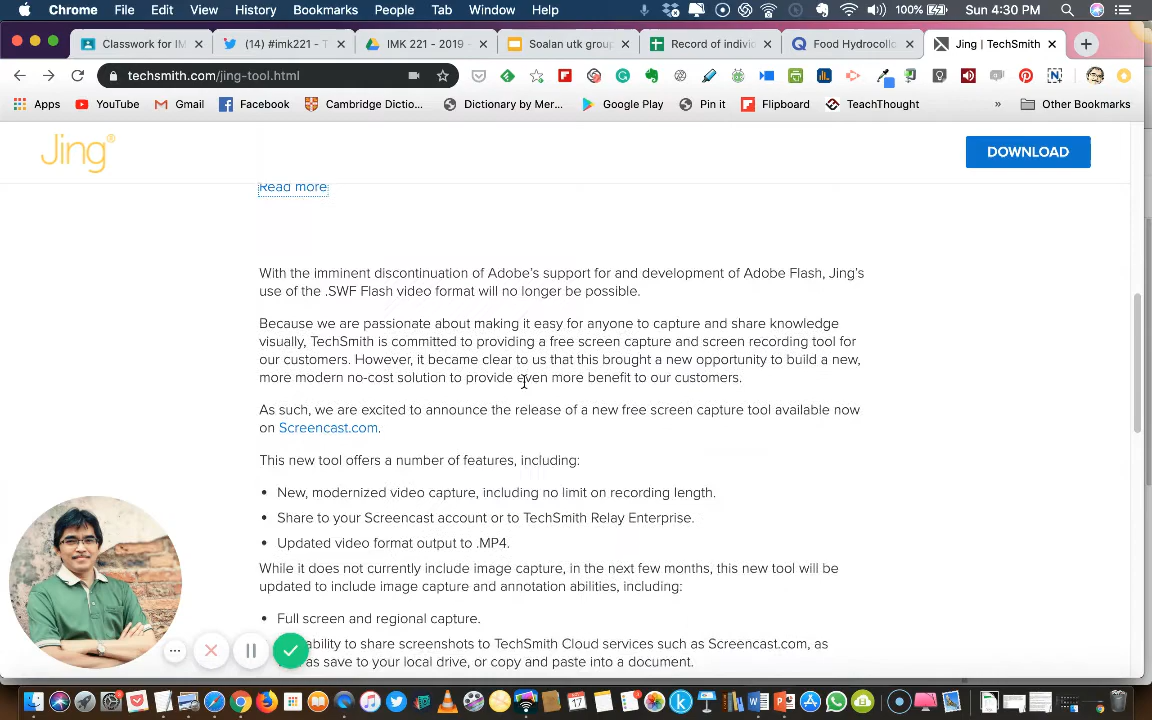 Chrome File Edit View History Bookmarks People Tab Window Help 100% Sun 4:30 PM
Classwork for IM (14) #imk221 - T IMK 221 - 2019 - Soalan utk group Record of indivi Food Hydrocollo Jing | TechSmith
techsmith.com/jing-tool.html
Apps YouTube Gmail Facebook Cambridge Dictio... Dictionary by Mer... Google Play Pin it Flipboard TeachThought » Other Bookmarks
Jing® DOWNLOAD
Read more
With the imminent discontinuation of Adobe's support for and development of Adobe Flash, Jing's
use of the .SWF Flash video format will no longer be possible.
Because we are passionate about making it easy for anyone to capture and share knowledge
visually, TechSmith is committed to providing a free screen capture and screen recording tool for
our customers. However, it became clear to us that this brought a new opportunity to build a new,
more modern no-cost solution to provide even more benefit to our customers.
As such, we are excited to announce the release of a new free screen capture tool available now
on Screencast.com.
This new tool offers a number of features, including:
• New, modernized video capture, including no limit on recording length.
• Share to your Screencast account or to TechSmith Relay Enterprise.
• Updated video format output to .MP4.
While it does not currently include image capture, in the next few months, this new tool will be
updated to include image capture and annotation abilities, including:
• Full screen and regional capture.
ability to share screenshots to TechSmith Cloud services such as Screencast.com, as
as save to your local drive, or copy and paste into a document.